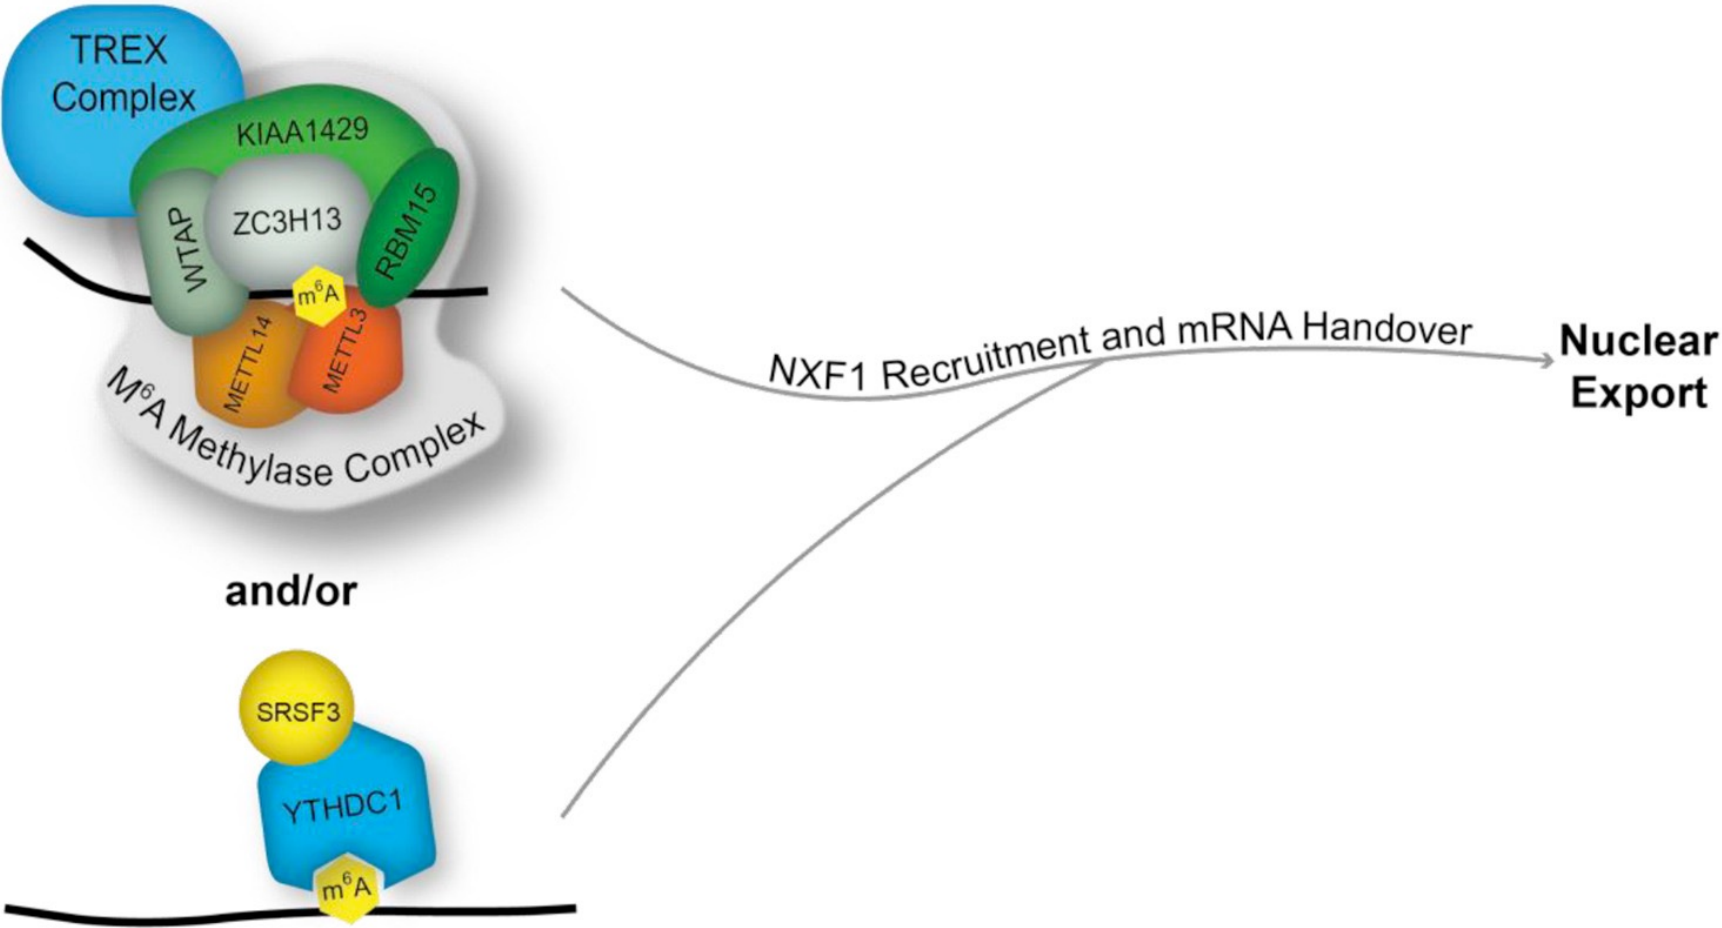 TREX
Complex
KIAA1429
ZC3H13
WTAP
RBM15
m⁶A
METTL14
METTL3
M⁶A Methylase Complex
NXF1 Recruitment and mRNA Handover
Nuclear
Export
and/or
SRSF3
YTHDC1
m⁶A